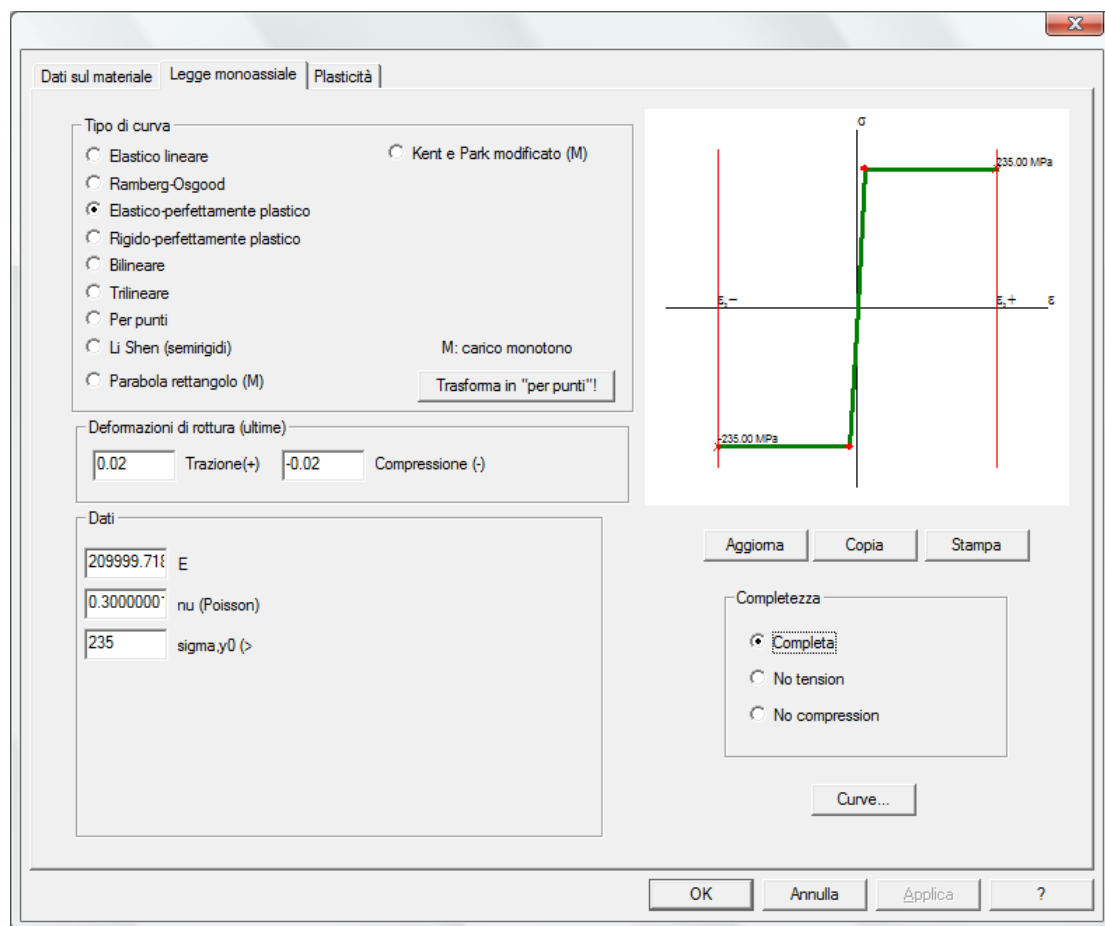 Dati sul materiale Legge monoassiale Plasticità
Tipo di curva
Elastico lineare
Kent e Park modificato (M)
Ramberg-Osgood
Elastico-perfettamente plastico
Rigido-perfettamente plastico
Bilineare
Trilineare
Per punti
Li Shen (semirigidi)
M: carico monotono
Parabola rettangolo (M)
Trasforma in "per punti"!
Deformazioni di rottura (ultime)
0.02 Trazione(+) -0.02 Compressione (-)
Dati
209999.718 E
0.3000000 nu (Poisson)
235 sigma,y0 (>
σ
235.00 MPa
ε
-235.00 MPa
Aggiorna Copia Stampa
Completezza
Completa
No tension
No compression
Curve...
OK Annulla Applica ?